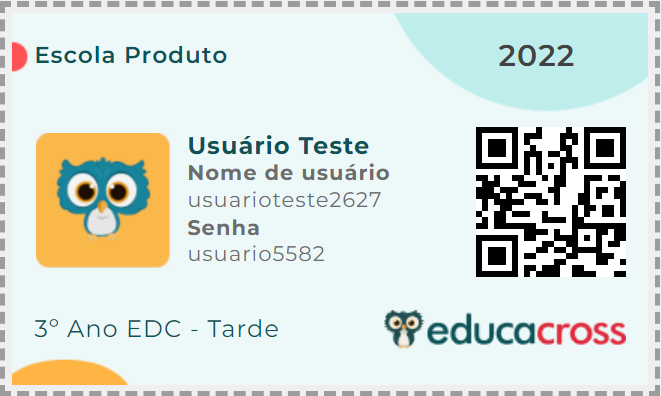 Escola Produto
2022
Usuário Teste
Nome de usuário
usuarioteste2627
Senha
usuario5582
3º Ano EDC - Tarde
educacross